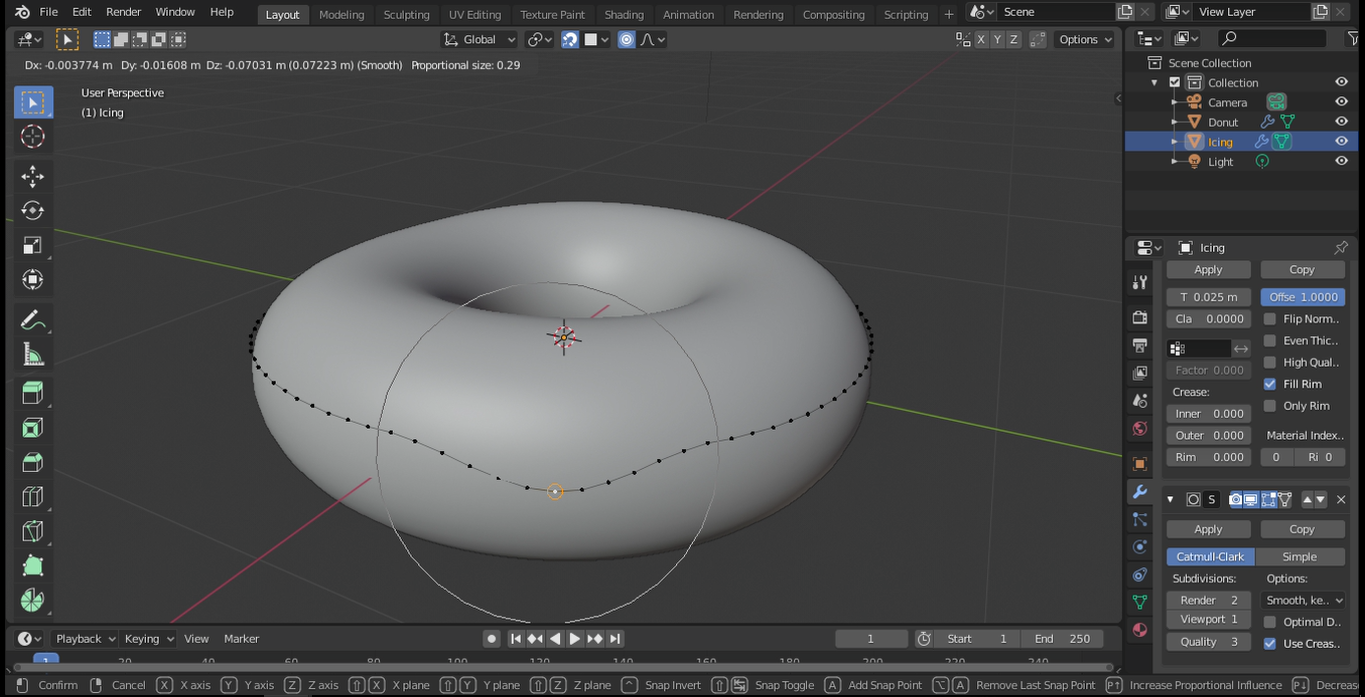 File Edit Render Window Help Layout Modeling Sculpting UV Editing Texture Paint Shading Animation Rendering Compositing Scripting + Scene View Layer
Global X Y Z Options
Dx: -0.003774 m Dy: -0.01608 m Dz: -0.07031 m (0.07223 m) (Smooth) Proportional size: 0.29
User Perspective
(1) Icing
Scene Collection
Collection
Camera
Donut
Icing
Light
Icing
Apply Copy
T 0.025 m Offse 1.0000
Cla 0.0000 Flip Norm..
Even Thic..
High Qual..
Factor 0.000 Fill Rim
Crease: Only Rim
Inner 0.000
Outer 0.000 Material Index..
Rim 0.000 0 Ri 0
S
Apply Copy
Catmull-Clark Simple
Subdivisions: Options:
Render 2 Smooth, ke..
Viewport 1 Optimal D..
Quality 3 Use Creas..
Playback Keying View Marker 1 Start 1 End 250
1 20 40 60 80 100 120 140 160 180 200 220 240
Confirm Cancel X X axis Y Y axis Z Z axis X X plane Y Y plane Z Z plane Snap Invert Snap Toggle A Add Snap Point A Remove Last Snap Point P↑ Increase Proportional Influence P↓ Decreas